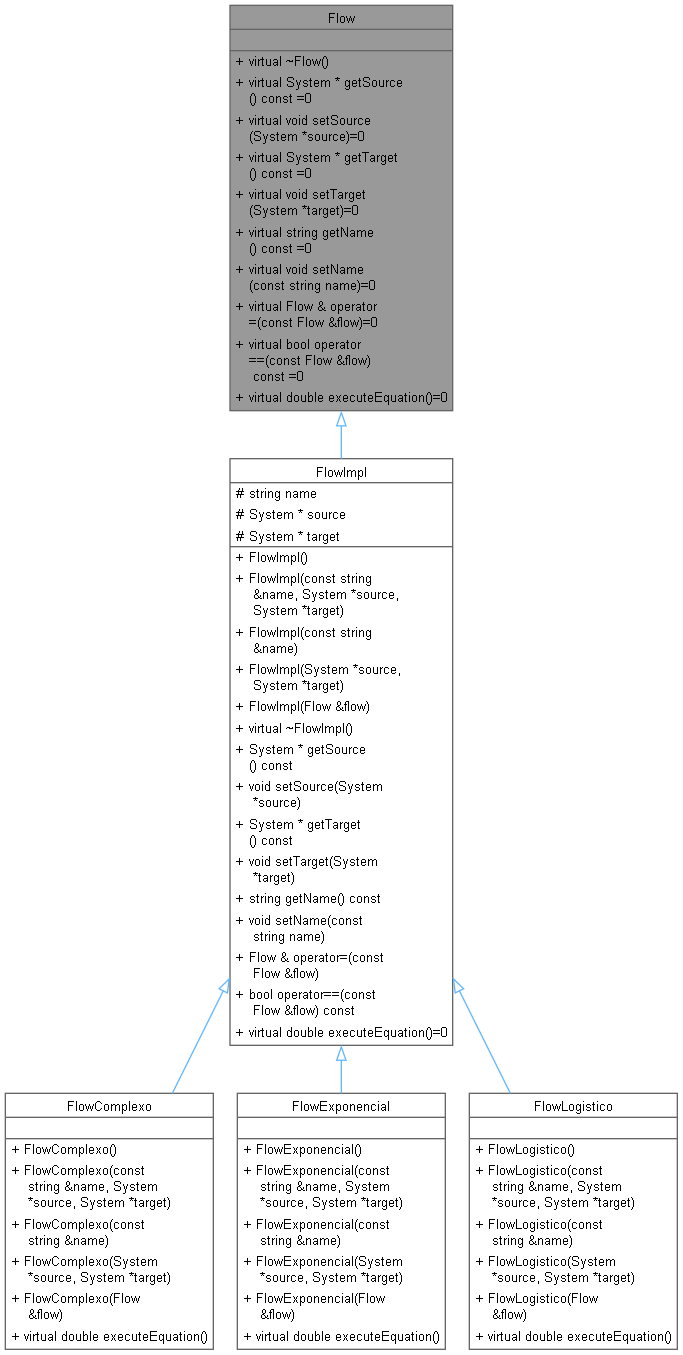 Flow
+ virtual ~Flow()
+ virtual System * getSource
() const =0
+ virtual void setSource
(System *source)=0
+ virtual System * getTarget
() const =0
+ virtual void setTarget
(System *target)=0
+ virtual string getName
() const =0
+ virtual void setName
(const string name)=0
+ virtual Flow & operator
=(const Flow &flow)=0
+ virtual bool operator
==(const Flow &flow)
const =0
+ virtual double executeEquation()=0
FlowImpl
# string name
# System * source
# System * target
+ FlowImpl()
+ FlowImpl(const string
&name, System *source,
System *target)
+ FlowImpl(const string
&name)
+ FlowImpl(System *source,
System *target)
+ FlowImpl(Flow &flow)
+ virtual ~FlowImpl()
+ System * getSource
() const
+ void setSource(System
*source)
+ System * getTarget
() const
+ void setTarget(System
*target)
+ string getName() const
+ void setName(const
string name)
+ Flow & operator=(const
Flow &flow)
+ bool operator==(const
Flow &flow) const
+ virtual double executeEquation()=0
FlowComplexo
+ FlowComplexo()
+ FlowComplexo(const
string &name, System
*source, System *target)
+ FlowComplexo(const
string &name)
+ FlowComplexo(System
*source, System *target)
+ FlowComplexo(Flow
&flow)
+ virtual double executeEquation()
FlowExponencial
+ FlowExponencial()
+ FlowExponencial(const
string &name, System
*source, System *target)
+ FlowExponencial(const
string &name)
+ FlowExponencial(System
*source, System *target)
+ FlowExponencial(Flow
&flow)
+ virtual double executeEquation()
FlowLogistico
+ FlowLogistico()
+ FlowLogistico(const
string &name, System
*source, System *target)
+ FlowLogistico(const
string &name)
+ FlowLogistico(System
*source, System *target)
+ FlowLogistico(Flow
&flow)
+ virtual double executeEquation()